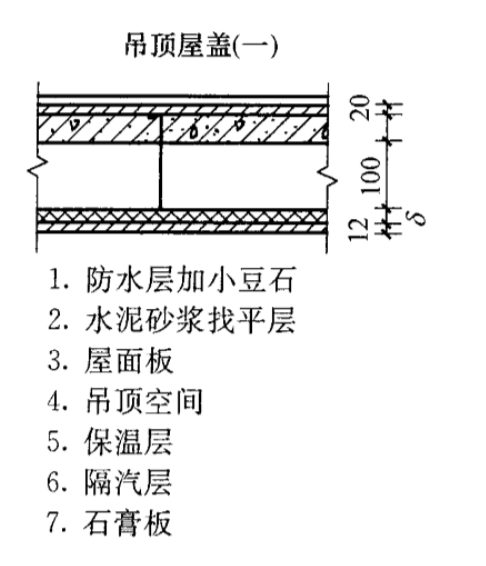 吊顶屋盖(一)
20
100
12
δ
1. 防水层加小豆石
2. 水泥砂浆找平层
3. 屋面板
4. 吊顶空间
5. 保温层
6. 隔汽层
7. 石膏板